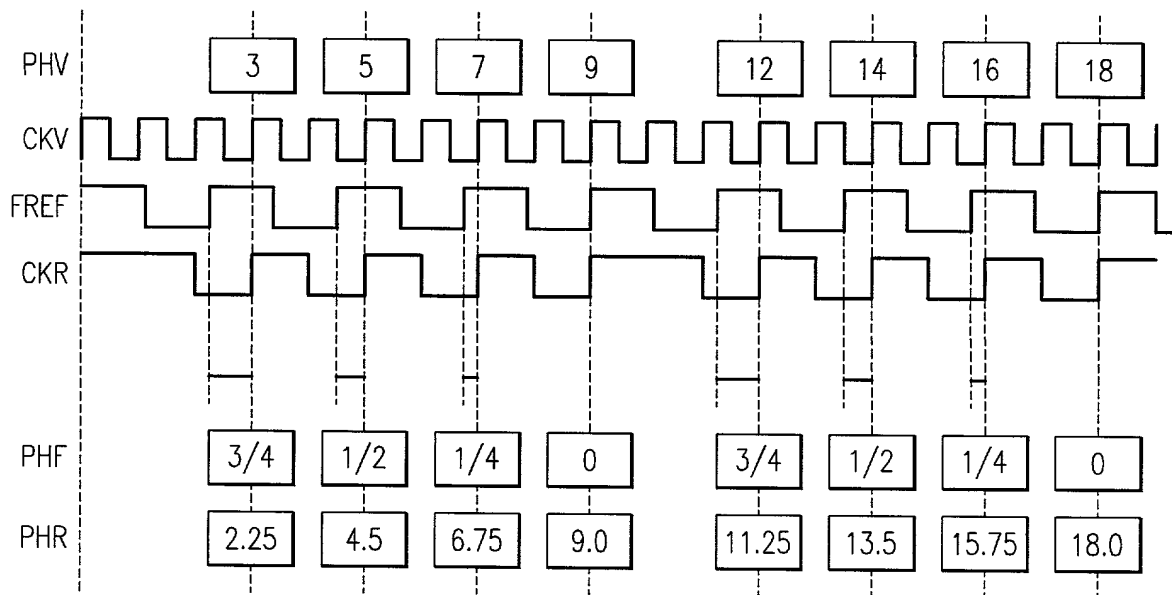 PHV 3 5 7 9 12 14 16 18
CKV
FREF
CKR
PHF 3/4 1/2 1/4 0 3/4 1/2 1/4 0
PHR 2.25 4.5 6.75 9.0 11.25 13.5 15.75 18.0